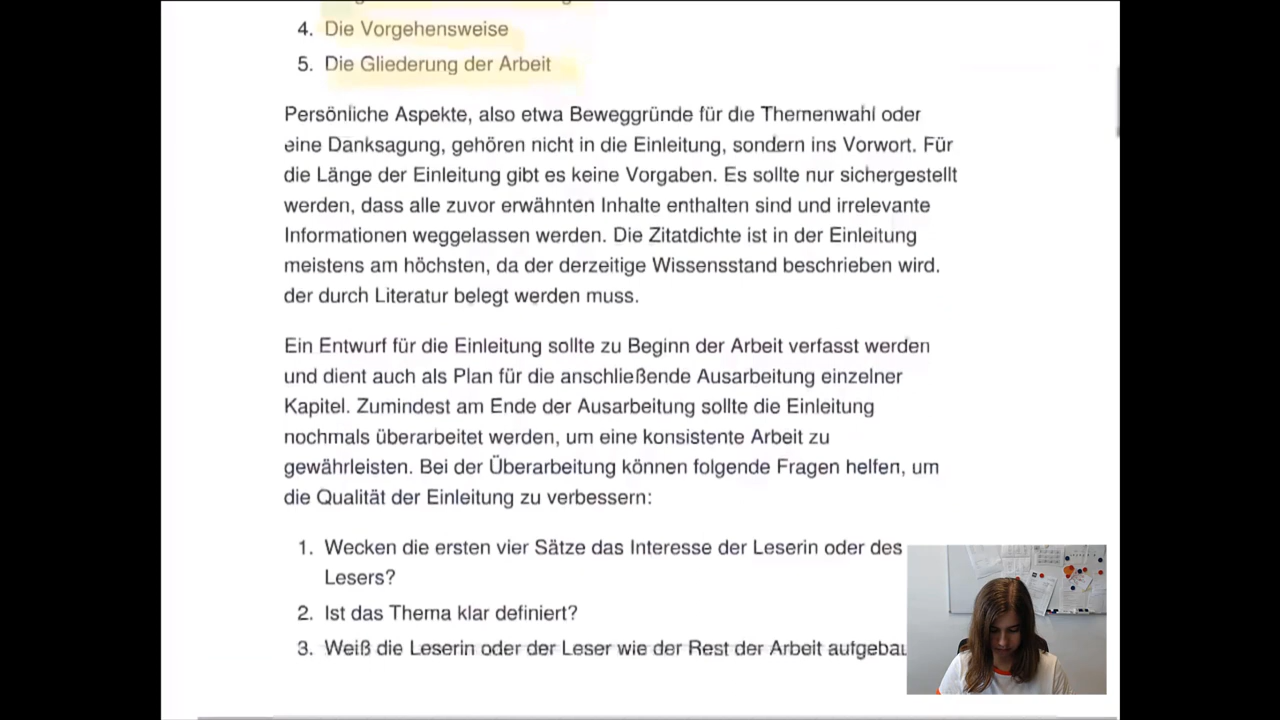 4. Die Vorgehensweise
5. Die Gliederung der Arbeit
Persönliche Aspekte, also etwa Beweggründe für die Themenwahl oder
eine Danksagung, gehören nicht in die Einleitung, sondern ins Vorwort. Für
die Länge der Einleitung gibt es keine Vorgaben. Es sollte nur sichergestellt
werden, dass alle zuvor erwähnten Inhalte enthalten sind und irrelevante
Informationen weggelassen werden. Die Zitatdichte ist in der Einleitung
meistens am höchsten, da der derzeitige Wissensstand beschrieben wird.
der durch Literatur belegt werden muss.
Ein Entwurf für die Einleitung sollte zu Beginn der Arbeit verfasst werden
und dient auch als Plan für die anschließende Ausarbeitung einzelner
Kapitel. Zumindest am Ende der Ausarbeitung sollte die Einleitung
nochmals überarbeitet werden, um eine konsistente Arbeit zu
gewährleisten. Bei der Überarbeitung können folgende Fragen helfen, um
die Qualität der Einleitung zu verbessern:
1. Wecken die ersten vier Sätze das Interesse der Leserin oder des
Lesers?
2. Ist das Thema klar definiert?
3. Weiß die Leserin oder der Leser wie der Rest der Arbeit aufgebau